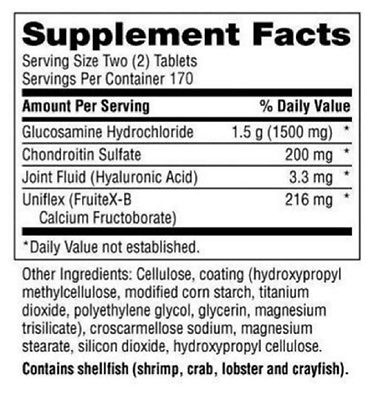 Supplement Facts
Serving Size Two (2) Tablets
Servings Per Container 170
Amount Per Serving % Daily Value
Glucosamine Hydrochloride 1.5 g (1500 mg) *
Chondroitin Sulfate 200 mg *
Joint Fluid (Hyaluronic Acid) 3.3 mg *
Uniflex (FruiteX-B 216 mg *
Calcium Fructoborate)
*Daily Value not established.
Other Ingredients: Cellulose, coating (hydroxypropyl
methylcellulose, modified corn starch, titanium
dioxide, polyethylene glycol, glycerin, magnesium
trisilicate), croscarmellose sodium, magnesium
stearate, silicon dioxide, hydroxypropyl cellulose.
Contains shellfish (shrimp, crab, lobster and crayfish).